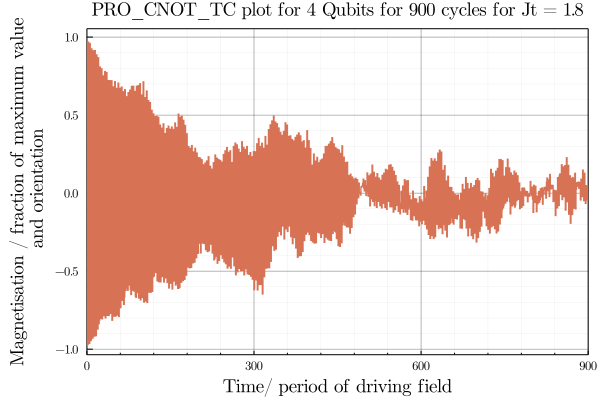 PRO_CNOT_TC plot for 4 Qubits for 900 cycles for Jt = 1.8
Magnetisation / fraction of maximum value
and orientation
1.0
0.5
0.0
−0.5
−1.0
0
300
600
900
Time/ period of driving field